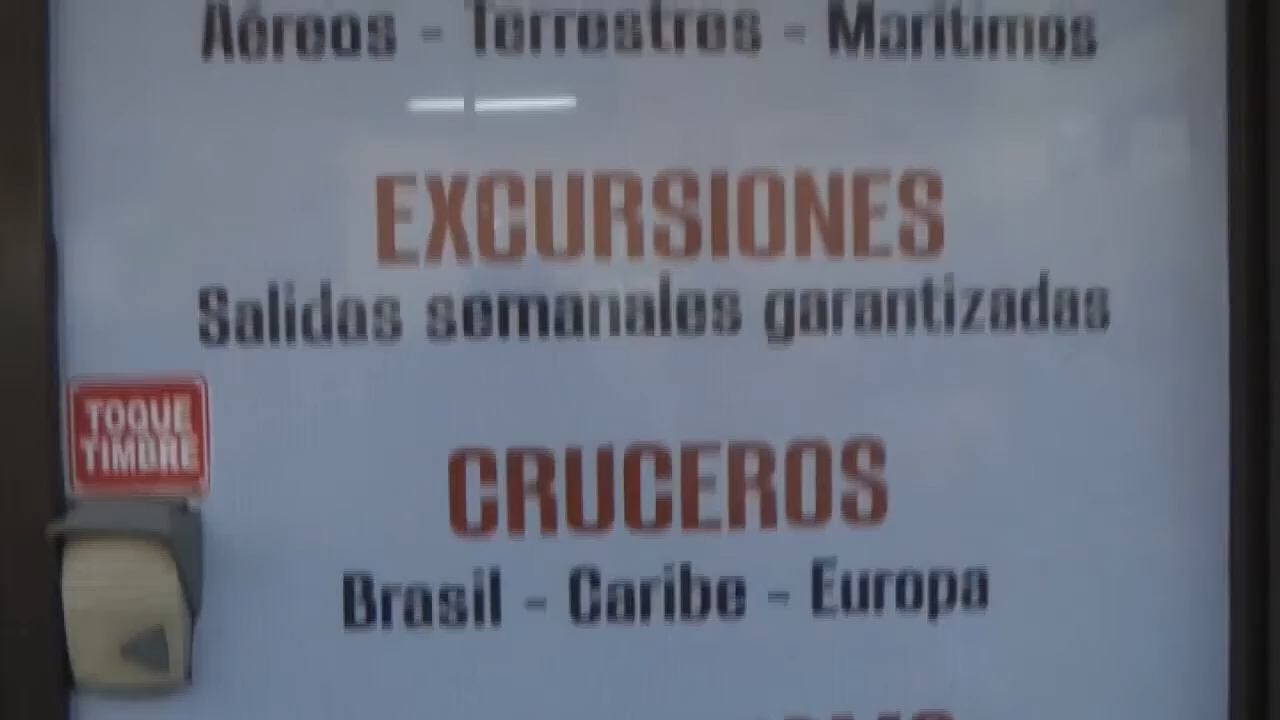 Aéreos - Terrestres - Marítimos
EXCURSIONES
Salidas semanales garantizadas
TOQUE
TIMBRE
CRUCEROS
Brasil - Caribe - Europa